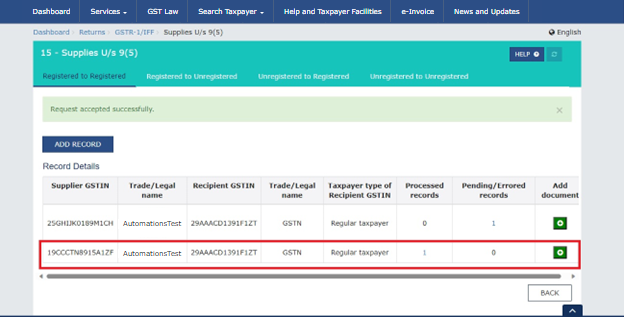 Dashboard Services GST Law Search Taxpayer Help and Taxpayer Facilities e-Invoice News and Updates
Dashboard › Returns › GSTR-1/IFF › Supplies U/s 9(5) English
15 - Supplies U/s 9(5) HELP
Registered to Registered Registered to Unregistered Unregistered to Registered Unregistered to Unregistered
Request accepted successfully. ×
ADD RECORD
Record Details
Supplier GSTIN Trade/Legal name Recipient GSTIN Trade/Legal name Taxpayer type of Recipient GSTIN Processed records Pending/Errored records Add document
25GHIJK0189M1CH AutomationsTest 29AAACD1391F1ZT GSTN Regular taxpayer 0 1
19CCCTN8915A1ZF AutomationsTest 29AAACD1391F1ZT GSTN Regular taxpayer 1 0
BACK